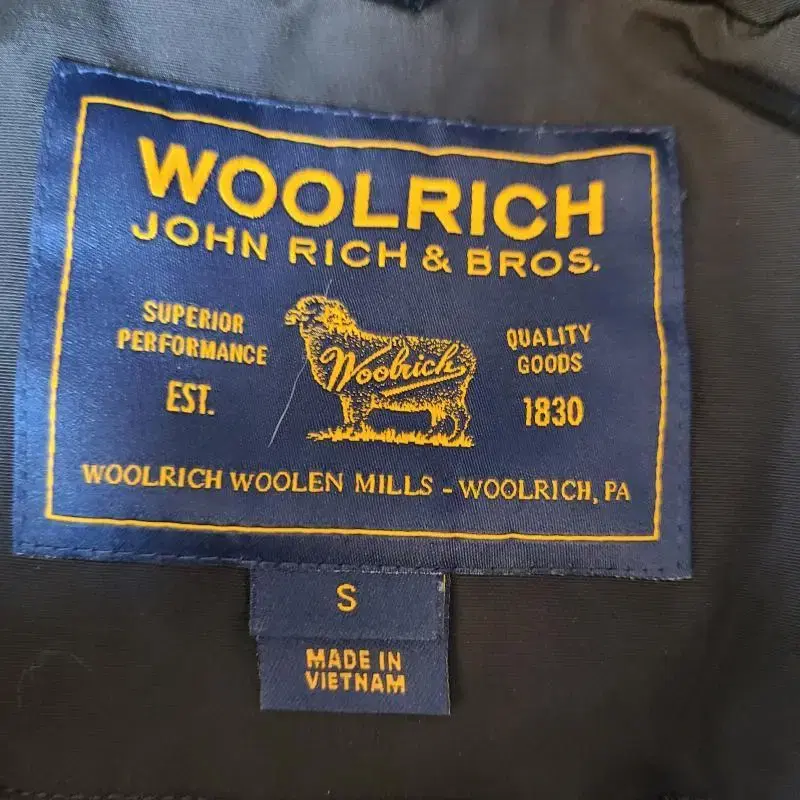 WOOLRICH
JOHN RICH & BROS.
SUPERIOR
PERFORMANCE
EST.
Woolrich
QUALITY
GOODS
1830
WOOLRICH WOOLEN MILLS - WOOLRICH, PA
S
MADE IN
VIETNAM